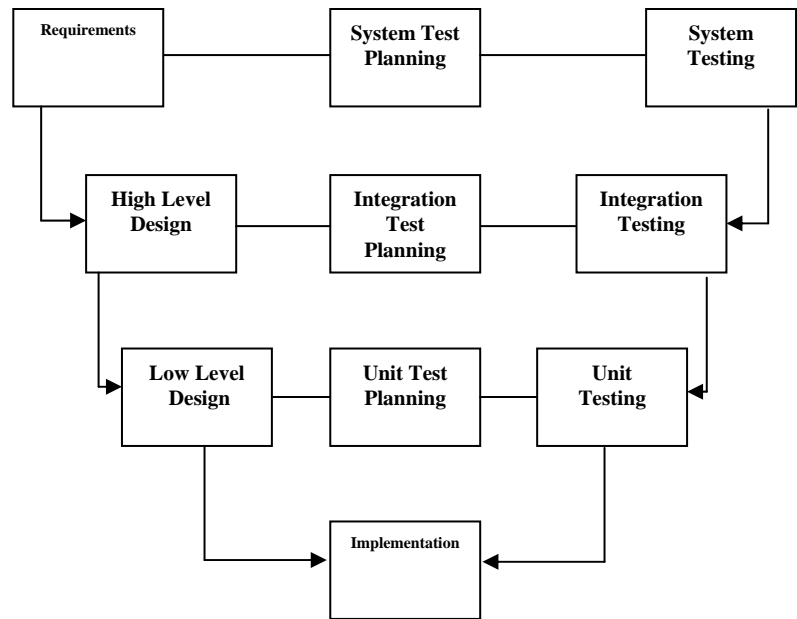 Requirements
System Test
Planning
System
Testing
High Level
Design
Integration
Test
Planning
Integration
Testing
Low Level
Design
Unit Test
Planning
Unit
Testing
Implementation